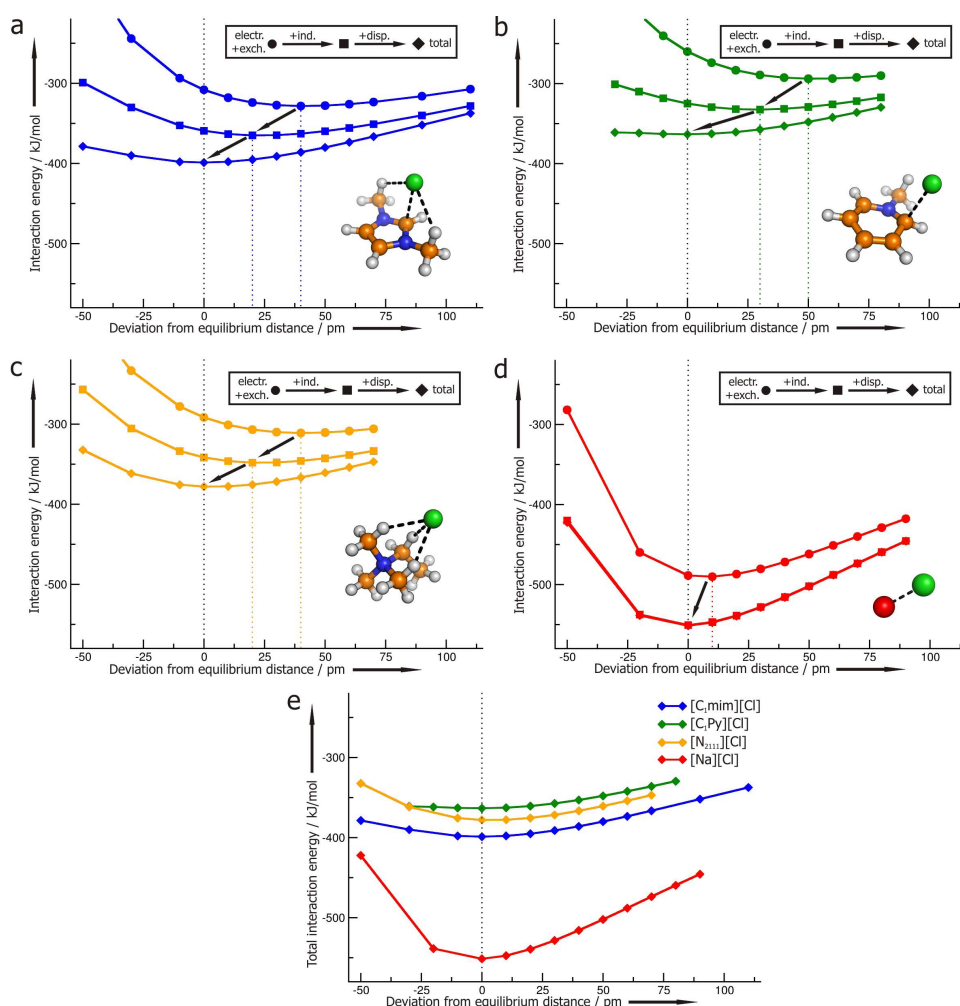 a
electr. +ind. +disp.
+exch. total
Interaction energy / kJ/mol
-300
-400
-500
-50 -25 0 25 50 75 100
Deviation from equilibrium distance / pm
b
electr. +ind. +disp.
+exch. total
Interaction energy / kJ/mol
-300
-400
-500
-50 -25 0 25 50 75 100
Deviation from equilibrium distance / pm
c
electr. +ind. +disp.
+exch. total
Interaction energy / kJ/mol
-300
-400
-500
-50 -25 0 25 50 75 100
Deviation from equilibrium distance / pm
d
electr. +ind. +disp.
+exch. total
Interaction energy / kJ/mol
-300
-400
-500
-50 -25 0 25 50 75 100
Deviation from equilibrium distance / pm
e
[C₁mim][Cl]
[C₁Py][Cl]
[N₂₁₁₁][Cl]
[Na][Cl]
Total interaction energy / kJ/mol
-300
-400
-500
-50 -25 0 25 50 75 100
Deviation from equilibrium distance / pm